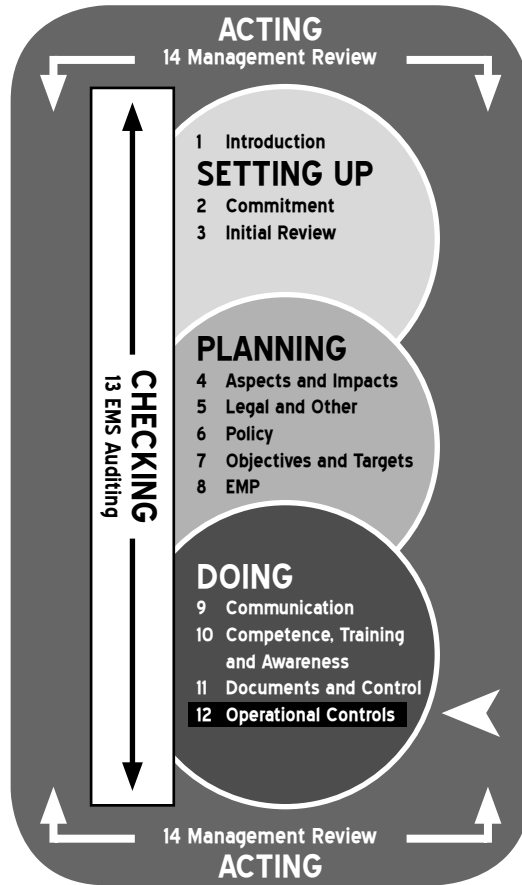 ACTING
14 Management Review
1 Introduction
SETTING UP
2 Commitment
3 Initial Review
PLANNING
4 Aspects and Impacts
5 Legal and Other
6 Policy
7 Objectives and Targets
8 EMP
CHECKING
13 EMS Auditing
DOING
9 Communication
10 Competence, Training
and Awareness
11 Documents and Control
12 Operational Controls
14 Management Review
ACTING